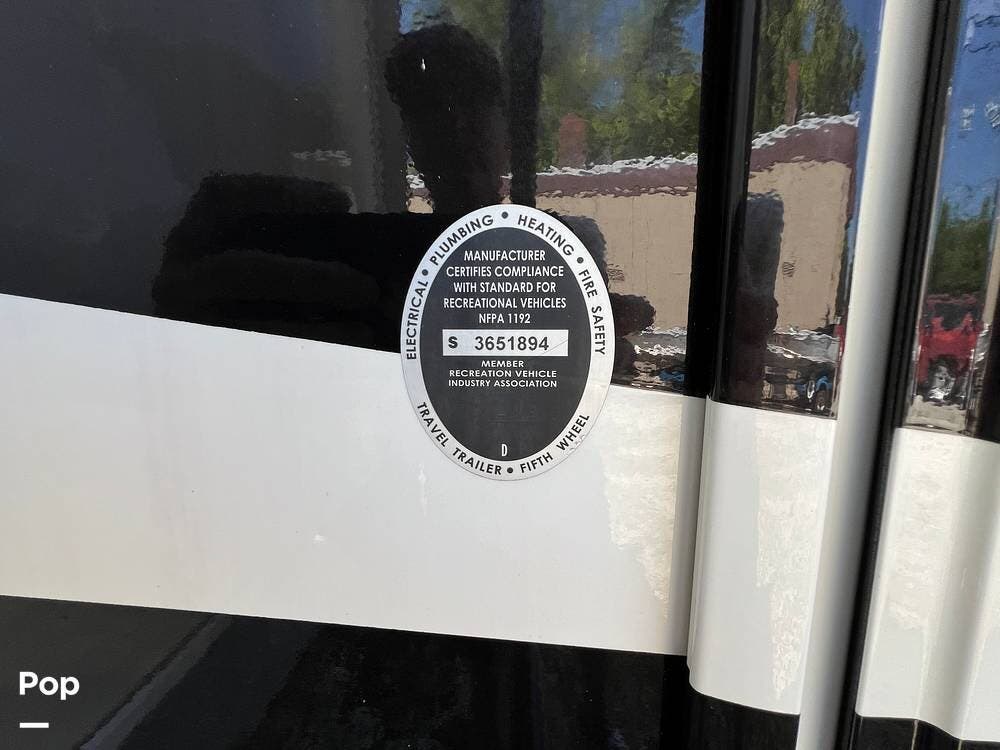 ELECTRICAL • PLUMBING • HEATING • FIRE SAFETY
MANUFACTURER
CERTIFIES COMPLIANCE
WITH STANDARD FOR
RECREATIONAL VEHICLES
NFPA 1192
S 3651894
MEMBER
RECREATION VEHICLE
INDUSTRY ASSOCIATION
D
TRAVEL TRAILER • FIFTH WHEEL
Pop